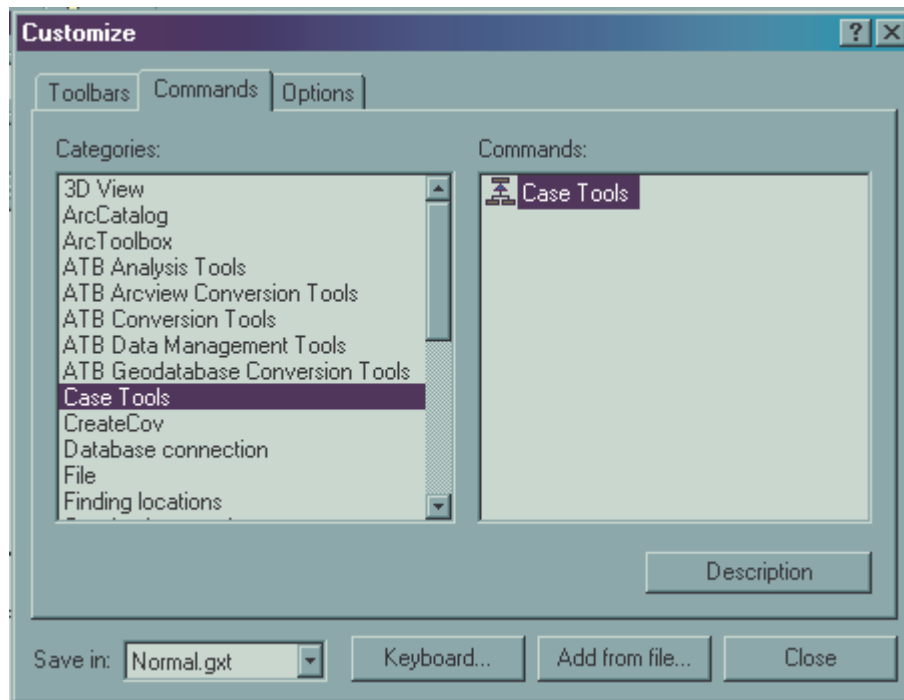 Customize
Toolbars Commands Options
Categories:
3D View
ArcCatalog
ArcToolbox
ATB Analysis Tools
ATB Arcview Conversion Tools
ATB Conversion Tools
ATB Data Management Tools
ATB Geodatabase Conversion Tools
Case Tools
CreateCov
Database connection
File
Finding locations
Commands:
Case Tools
Description
Save in: Normal.gxt Keyboard... Add from file... Close